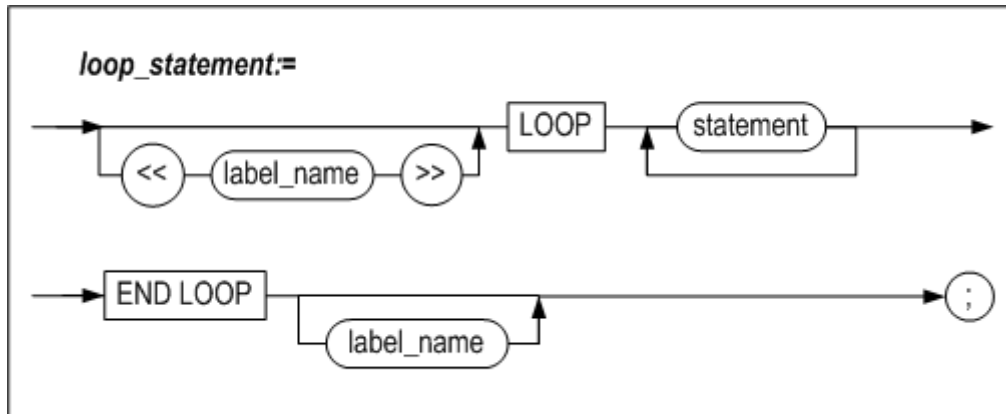 loop_statement:=
LOOP statement
<< label_name >>
END LOOP ;
label_name